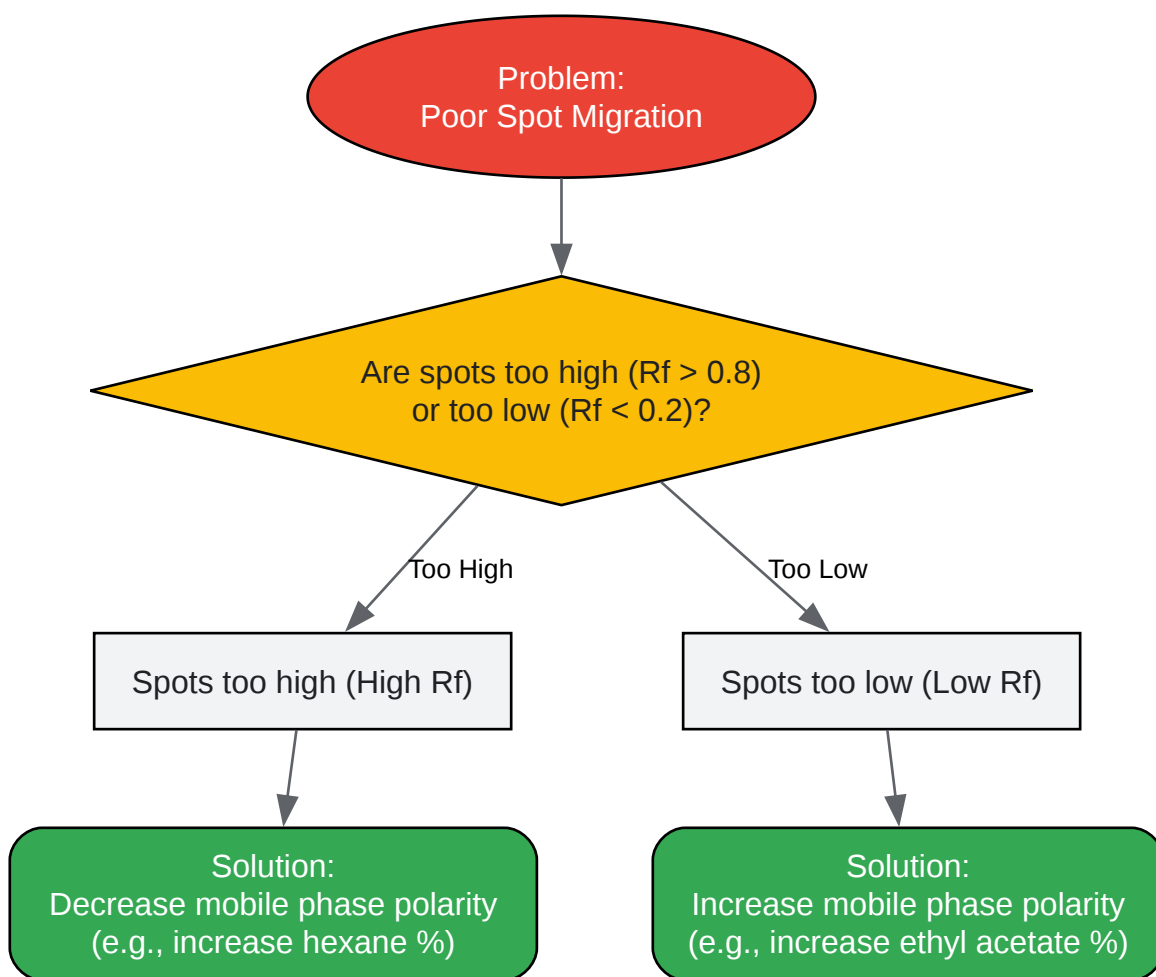 Problem:
Poor Spot Migration
Are spots too high (Rf > 0.8)
or too low (Rf < 0.2)?
Too High
Too Low
Spots too high (High Rf)
Spots too low (Low Rf)
Solution:
Decrease mobile phase polarity
(e.g., increase hexane %)
Solution:
Increase mobile phase polarity
(e.g., increase ethyl acetate %)